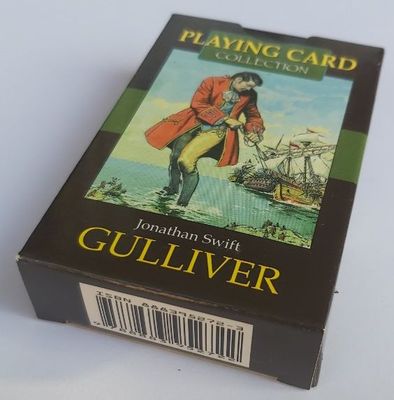 PLAYING CARD
COLLECTION
Jonathan Swift
GULLIVER